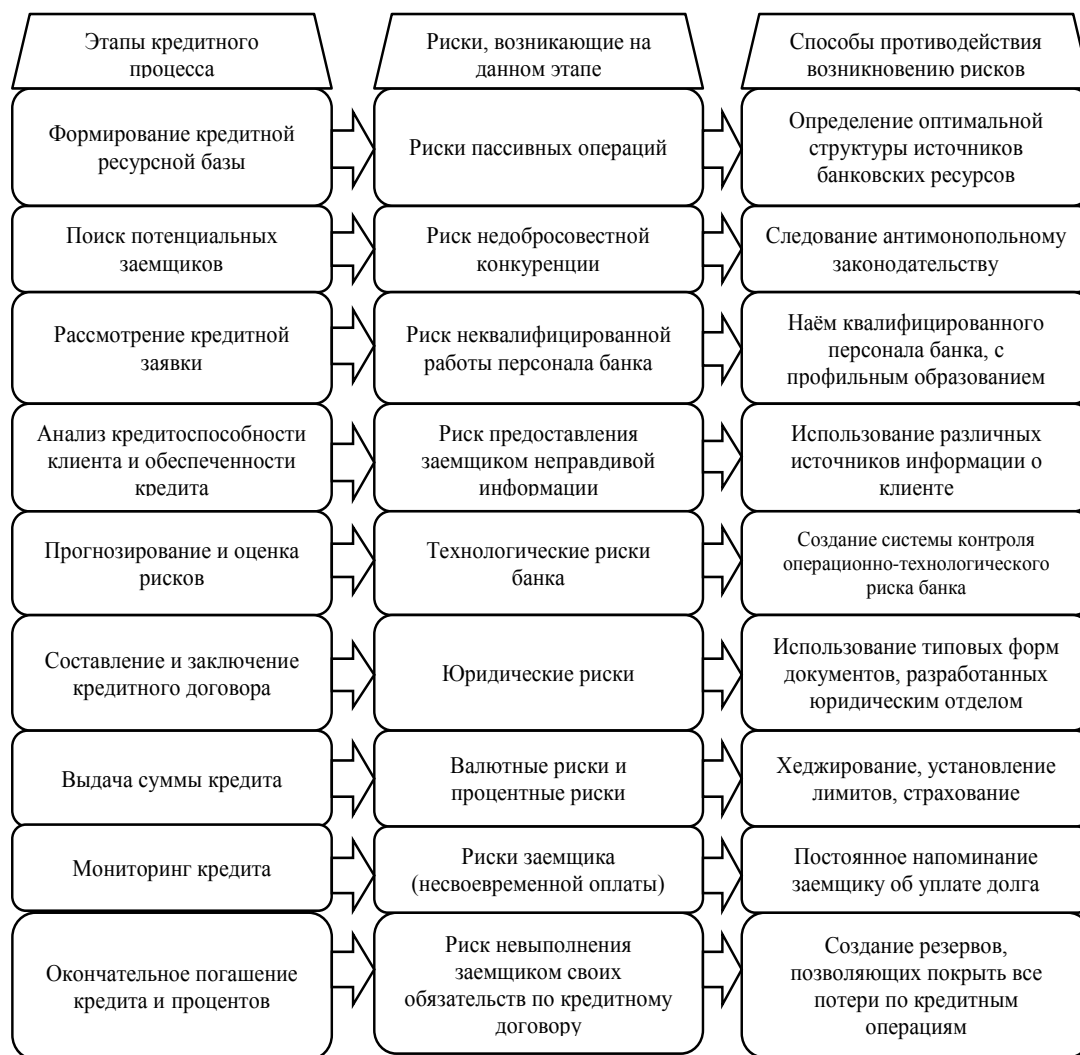 Этапы кредитного
процесса
Риски, возникающие на
данном этапе
Способы противодействия
возникновению рисков
Формирование кредитной
ресурсной базы
Риски пассивных операций
Определение оптимальной
структуры источников
банковских ресурсов
Поиск потенциальных
заемщиков
Риск недобросовестной
конкуренции
Следование антимонопольному
законодательству
Рассмотрение кредитной
заявки
Риск неквалифицированной
работы персонала банка
Наём квалифицированного
персонала банка, с
профильным образованием
Анализ кредитоспособности
клиента и обеспеченности
кредита
Риск предоставления
заемщиком неправдивой
информации
Использование различных
источников информации о
клиенте
Прогнозирование и оценка
рисков
Технологические риски
банка
Создание системы контроля
операционно-технологического
риска банка
Составление и заключение
кредитного договора
Юридические риски
Использование типовых форм
документов, разработанных
юридическим отделом
Выдача суммы кредита
Валютные риски и
процентные риски
Хеджирование, установление
лимитов, страхование
Мониторинг кредита
Риски заемщика
(несвоевременной оплаты)
Постоянное напоминание
заемщику об уплате долга
Окончательное погашение
кредита и процентов
Риск невыполнения
заемщиком своих
обязательств по кредитному
договору
Создание резервов,
позволяющих покрыть все
потери по кредитным
операциям